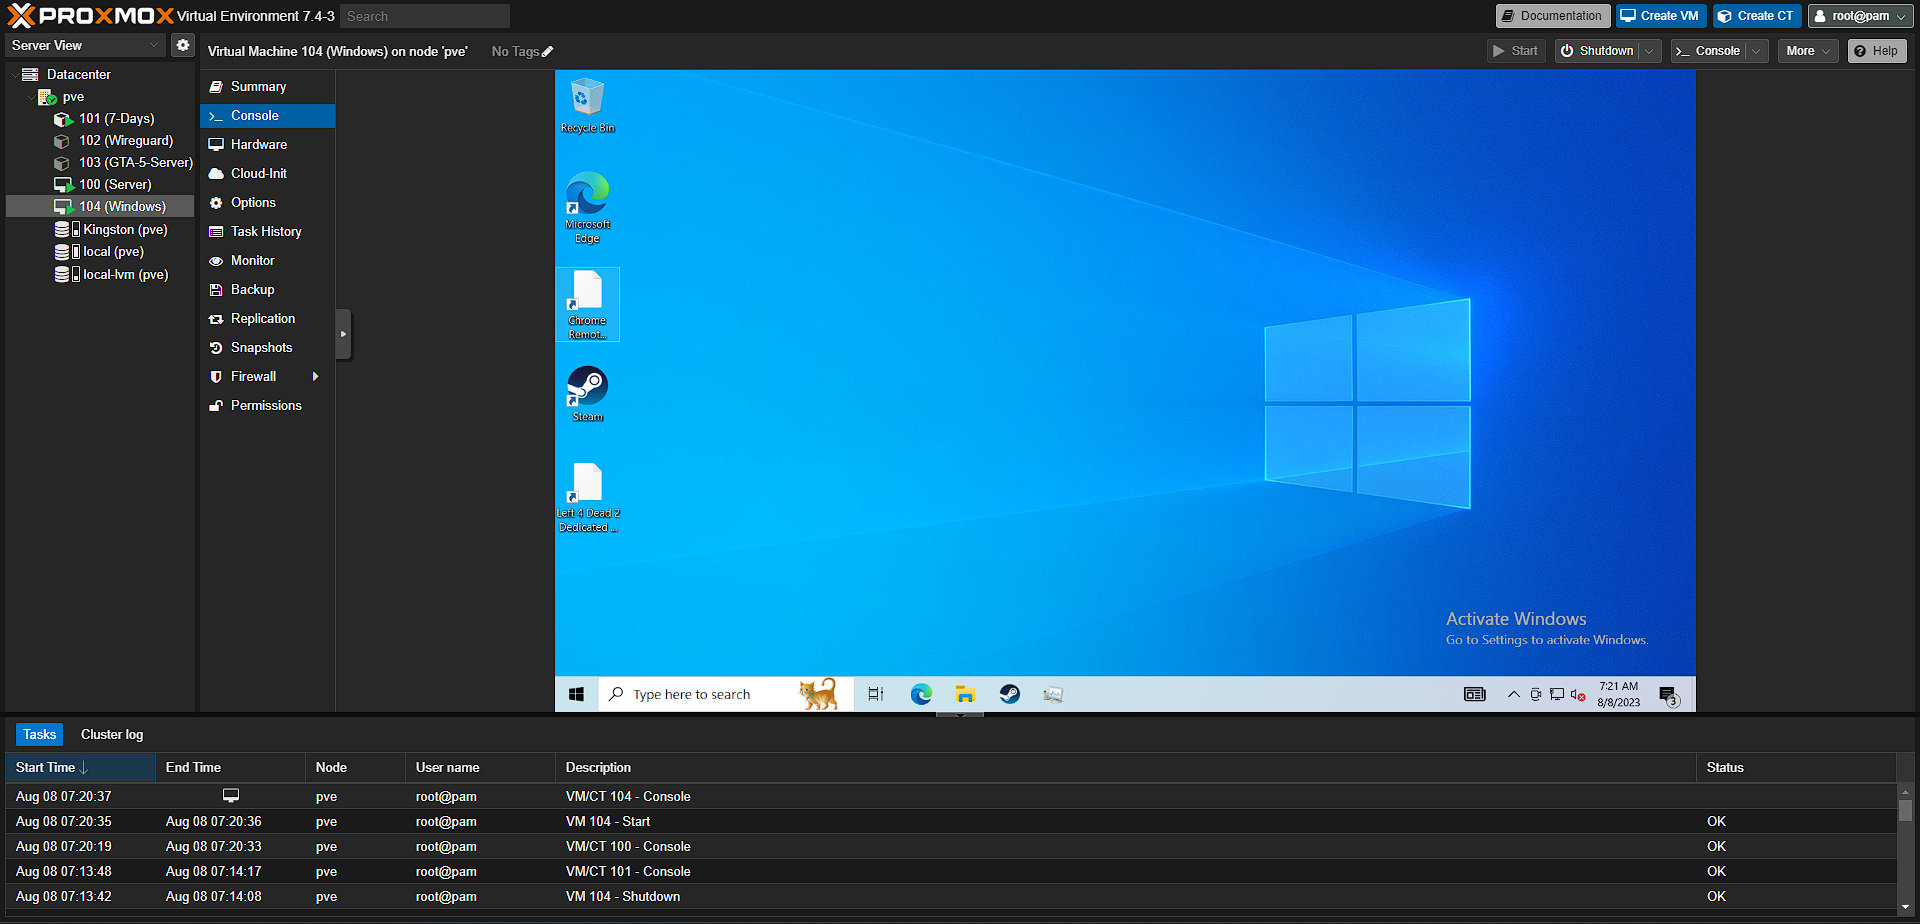 PROXMOX Virtual Environment 7.4-3 Search Documentation Create VM Create CT root@pam
Server View
Virtual Machine 104 (Windows) on node 'pve' No Tags Start Shutdown Console More Help
Datacenter
pve
101 (7-Days)
102 (Wireguard)
103 (GTA-5-Server)
100 (Server)
104 (Windows)
Kingston (pve)
local (pve)
local-lvm (pve)
Summary
Console
Hardware
Cloud-Init
Options
Task History
Monitor
Backup
Replication
Snapshots
Firewall
Permissions
Recycle Bin
Microsoft
Edge
Chrome
Remot...
Steam
Left 4 Dead 2
Dedicated ...
Activate Windows
Go to Settings to activate Windows.
Type here to search
7:21 AM
8/8/2023
3
Tasks Cluster log
Start Time End Time Node User name Description Status
Aug 08 07:20:37 pve root@pam VM/CT 104 - Console
Aug 08 07:20:35 Aug 08 07:20:36 pve root@pam VM 104 - Start OK
Aug 08 07:20:19 Aug 08 07:20:33 pve root@pam VM/CT 100 - Console OK
Aug 08 07:13:48 Aug 08 07:14:17 pve root@pam VM/CT 101 - Console OK
Aug 08 07:13:42 Aug 08 07:14:08 pve root@pam VM 104 - Shutdown OK